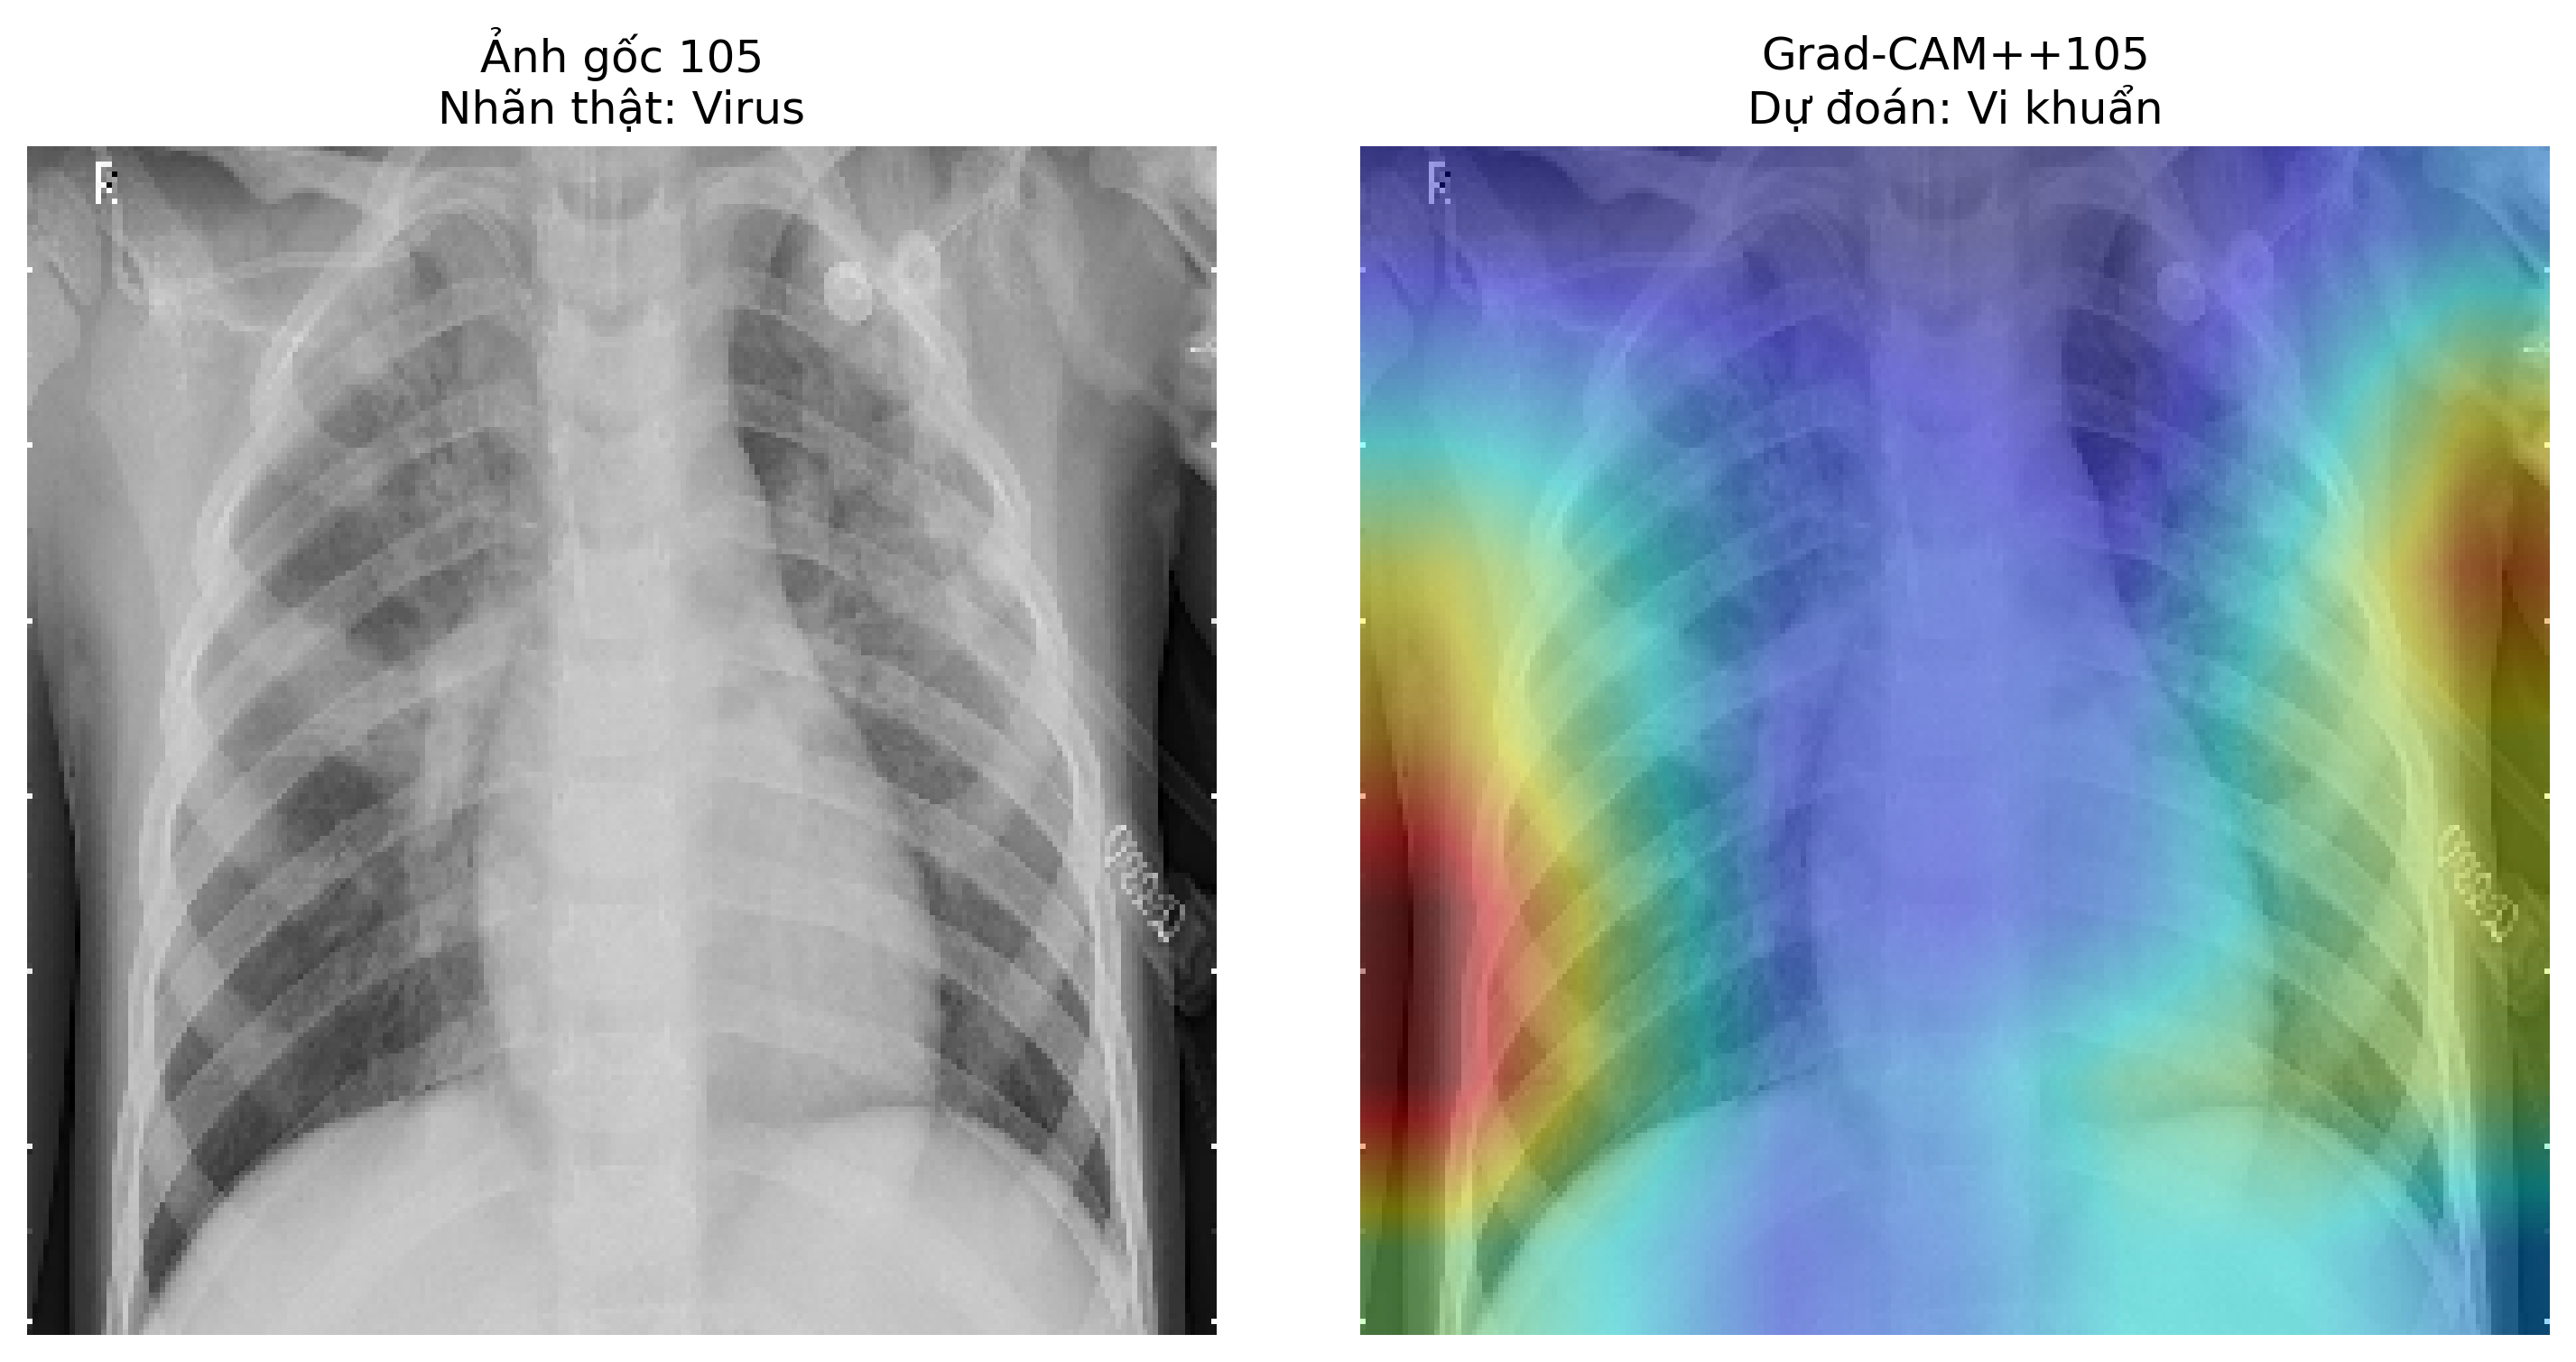 Ảnh gốc 105
Nhãn thật: Virus
Grad-CAM++105
Dự đoán: Vi khuẩn
R
R